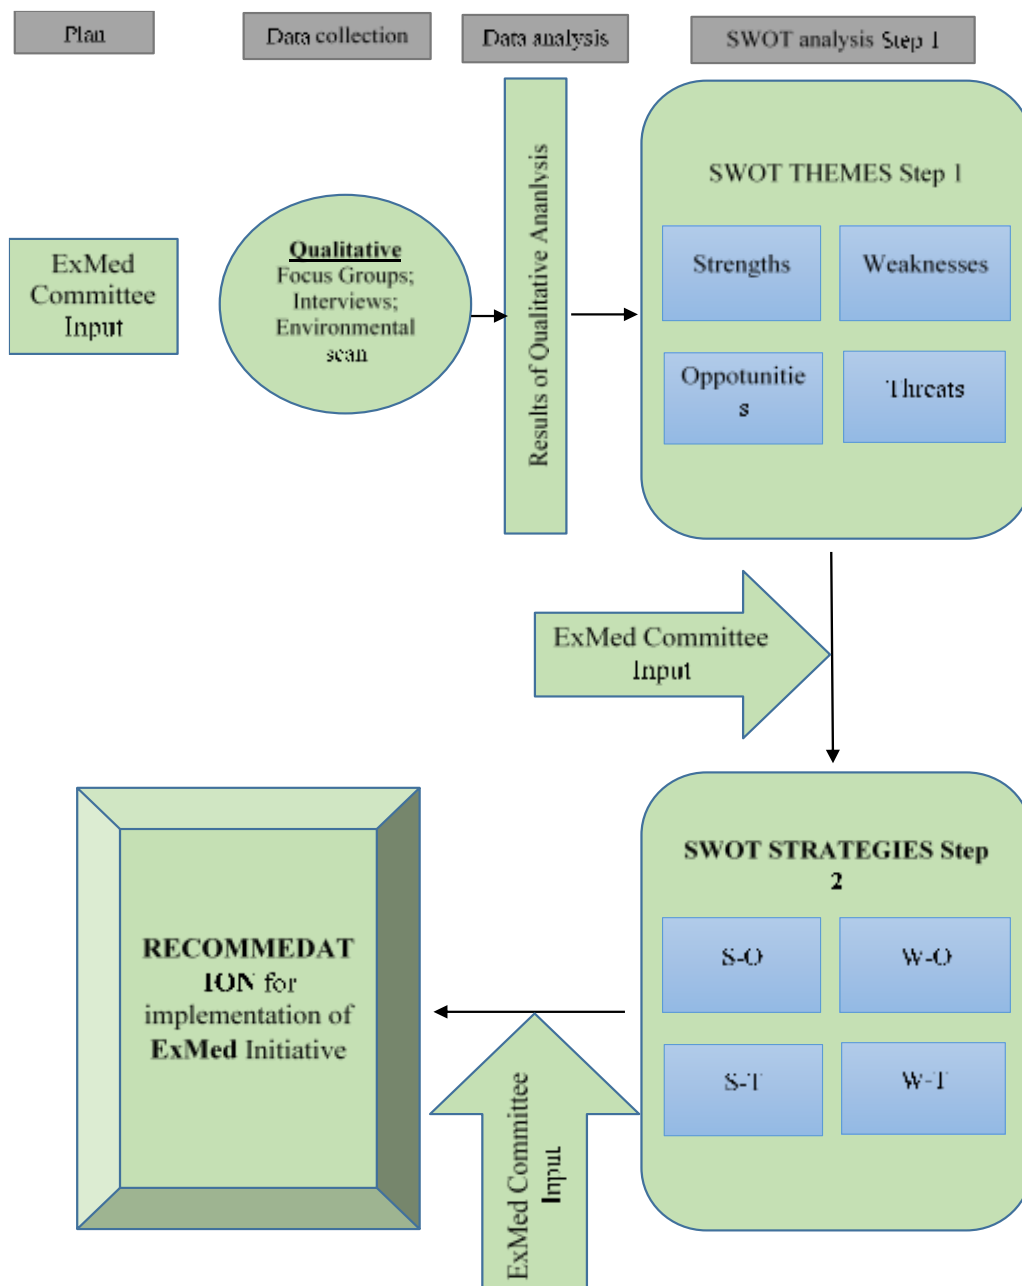 Plan
Data collection
Data analysis
SWOT analysis Step 1
ExMed
Committee
Input
Qualitative
Focus Groups;
Interviews;
Environmental
scan
Results of Qualitative Ananlysis
SWOT THEMES Step 1
Strengths
Weaknesses
Oppotunitie
s
Threats
ExMed Committee
Input
SWOT STRATEGIES Step
2
S-O
W-O
S-T
W-T
ExMed Committee
Input
RECOMMEDAT
ION for
implementation of
ExMed Initiative